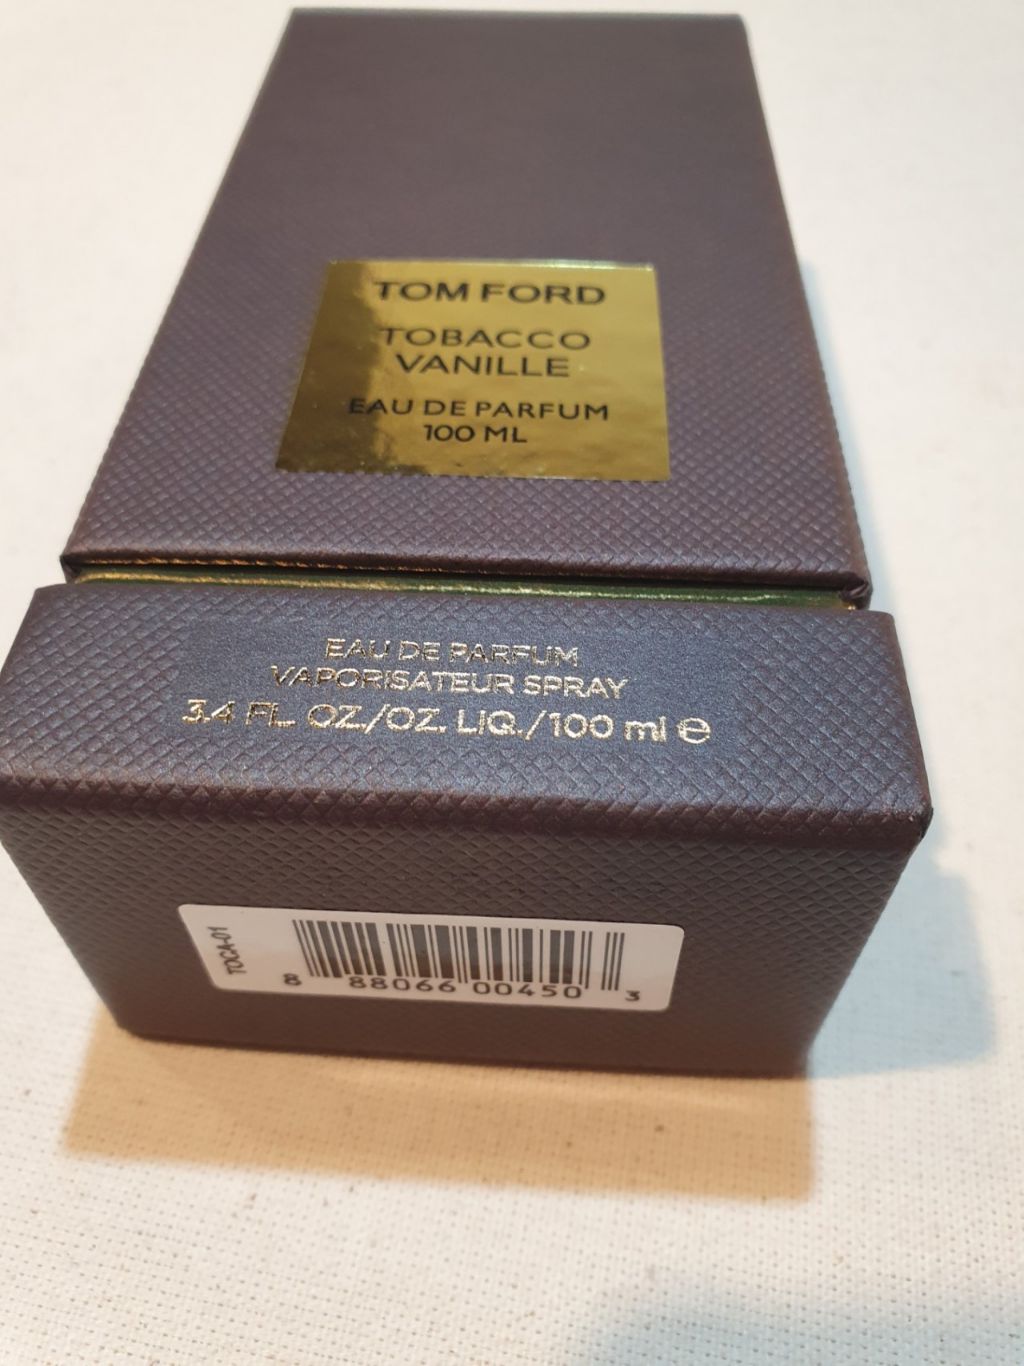 TOM FORD
TOBACCO
VANILLE
EAU DE PARFUM
100 ML
EAU DE PARFUM
VAPORISATEUR SPRAY
3.4 FL. OZ./OZ. LIQ./100 ml ℮
TOCA-01
8 88066 00450 3